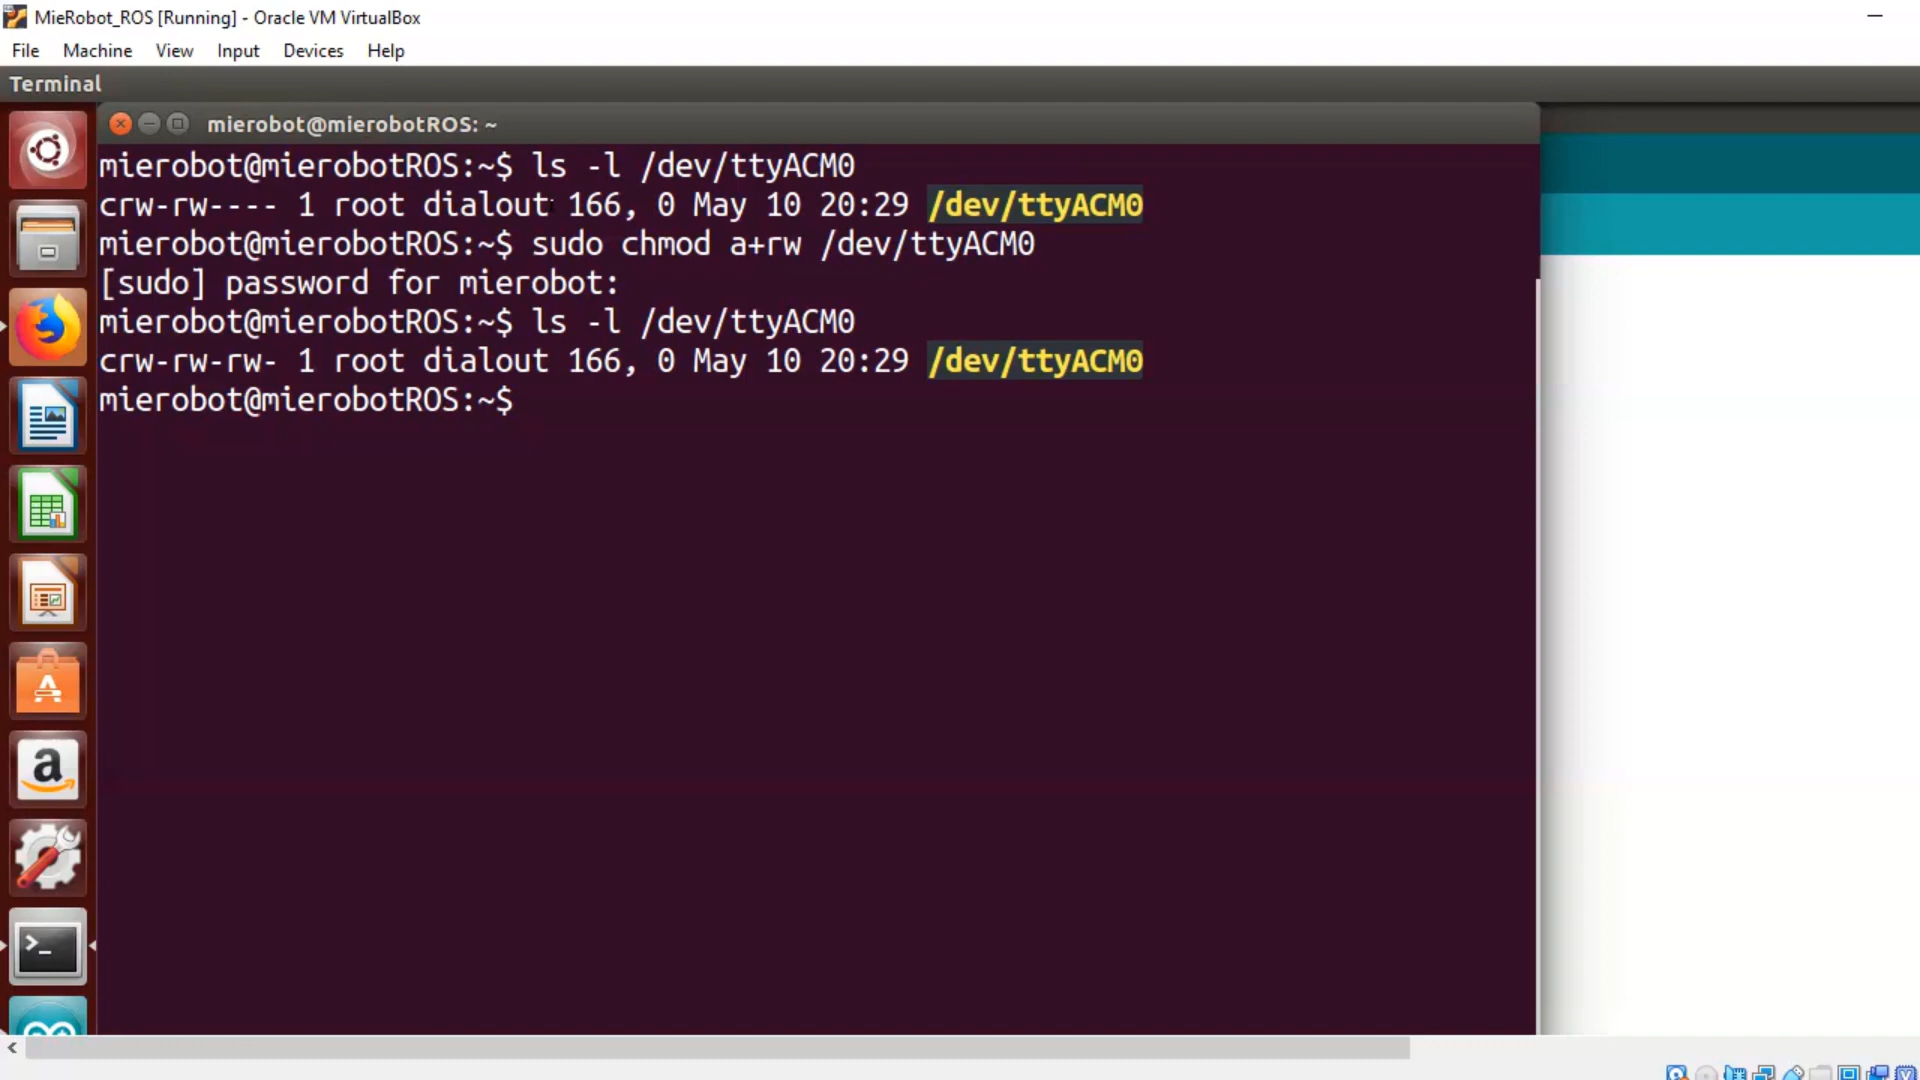 MieRobot_ROS [Running] - Oracle VM VirtualBox
File Machine View Input Devices Help
Terminal
mierobot@mierobotROS: ~
mierobot@mierobotROS:~$ ls -l /dev/ttyACM0
crw-rw---- 1 root dialout 166, 0 May 10 20:29 /dev/ttyACM0
mierobot@mierobotROS:~$ sudo chmod a+rw /dev/ttyACM0
[sudo] password for mierobot:
mierobot@mierobotROS:~$ ls -l /dev/ttyACM0
crw-rw-rw- 1 root dialout 166, 0 May 10 20:29 /dev/ttyACM0
mierobot@mierobotROS:~$